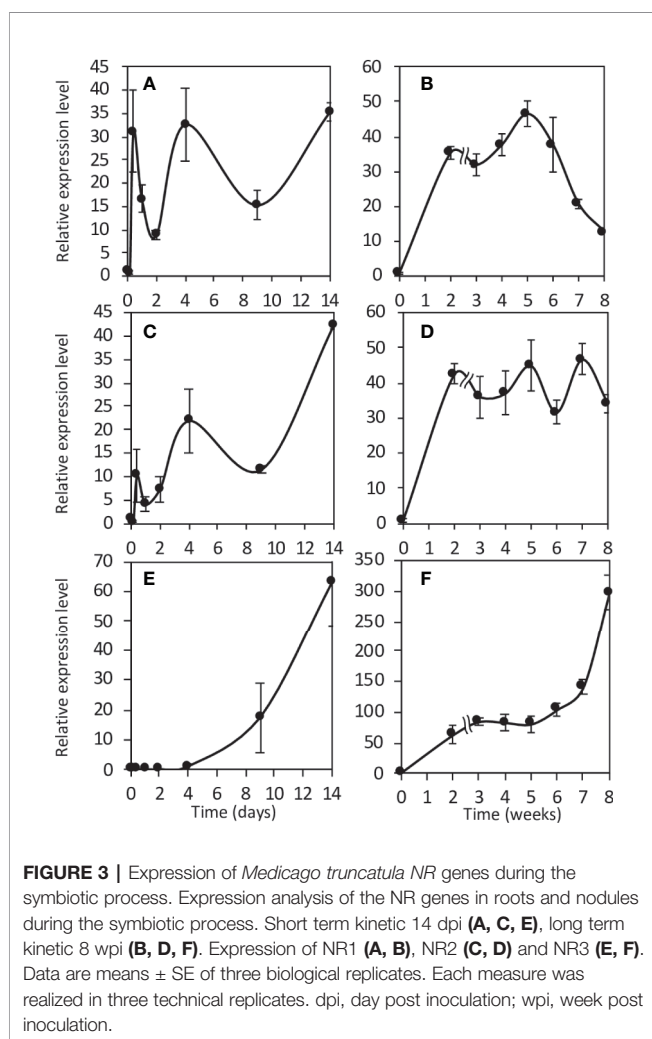 A
B
Relative expression level
45
40
35
30
25
20
15
10
5
0
0 2 4 6 8 10 12 14
60
50
40
30
20
10
0
0 1 2 3 4 5 6 7 8
C
D
Relative expression level
45
40
35
30
25
20
15
10
5
0
0 2 4 6 8 10 12 14
60
50
40
30
20
10
0
0 1 2 3 4 5 6 7 8
E
F
Relative expression level
70
60
50
40
30
20
10
0
0 2 4 6 8 10 12 14
Time (days)
350
300
250
200
150
100
50
0
0 1 2 3 4 5 6 7 8
Time (weeks)
FIGURE 3 | Expression of Medicago truncatula NR genes during the
symbiotic process. Expression analysis of the NR genes in roots and nodules
during the symbiotic process. Short term kinetic 14 dpi (A, C, E), long term
kinetic 8 wpi (B, D, F). Expression of NR1 (A, B), NR2 (C, D) and NR3 (E, F).
Data are means ± SE of three biological replicates. Each measure was
realized in three technical replicates. dpi, day post inoculation; wpi, week post
inoculation.